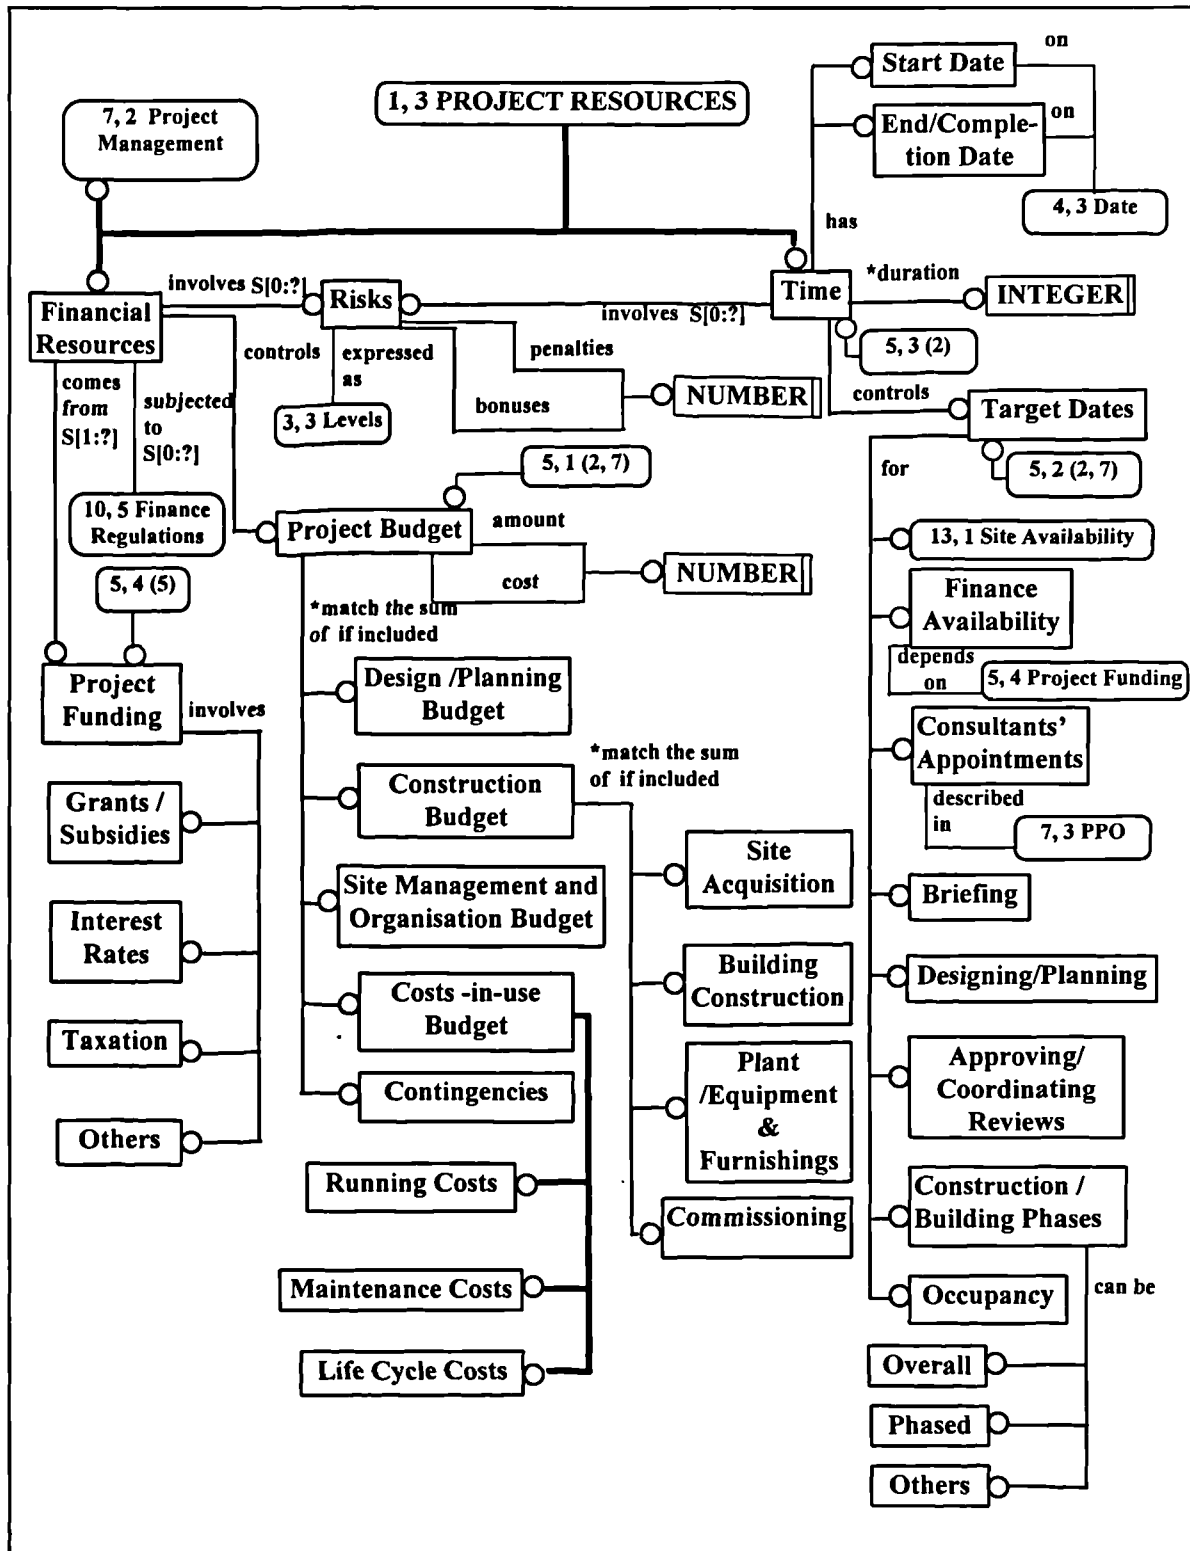 on
Start Date
1, 3 PROJECT RESOURCES
7, 2 Project
Management
End/Comple-
tion Date
on
4, 3 Date
has
involves S[0:?]
Risks
Time
*duration
INTEGER
Financial
Resources
involves S[0:?]
5, 3 (2)
controls
expressed
as
penalties
bonuses
NUMBER
controls
Target Dates
comes
from
S[1:?]
subjected
to
S[0:?]
3, 3 Levels
5, 1 (2, 7)
for
5, 2 (2, 7)
10, 5 Finance
Regulations
Project Budget
amount
cost
NUMBER
13, 1 Site Availability
5, 4 (5)
*match the sum
of if included
Finance
Availability
depends
on
5, 4 Project Funding
Project
Funding
involves
Design /Planning
Budget
Consultants'
Appointments
described
in
7, 3 PPO
*match the sum
of if included
Grants /
Subsidies
Construction
Budget
Site
Acquisition
Site Management and
Organisation Budget
Briefing
Interest
Rates
Building
Construction
Designing/Planning
Costs -in-use
Budget
Taxation
Plant
/Equipment
&
Furnishings
Approving/
Coordinating
Reviews
Contingencies
Others
Running Costs
Commissioning
Construction /
Building Phases
Maintenance Costs
Occupancy
can be
Life Cycle Costs
Overall
Phased
Others